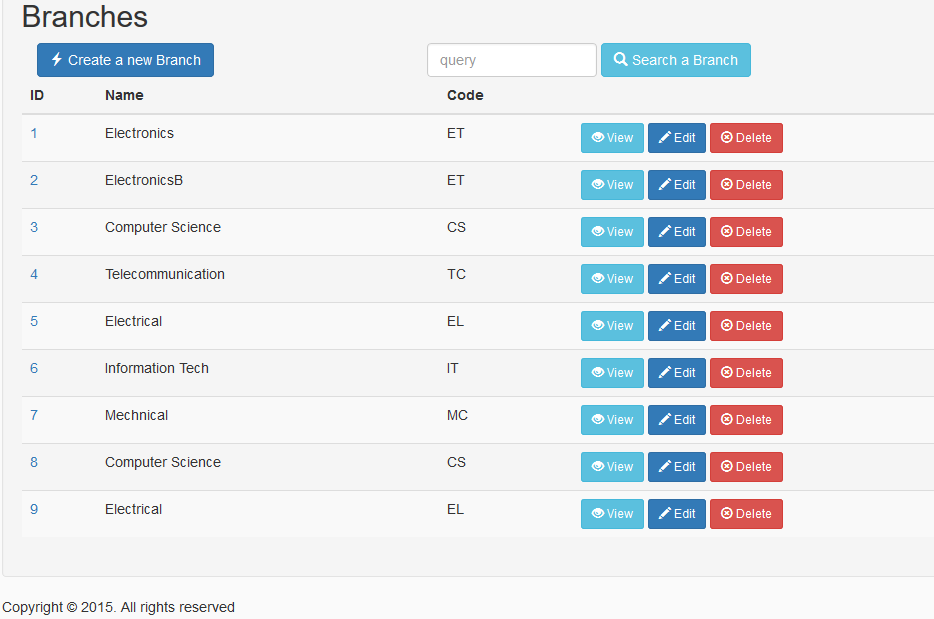 Branches
Create a new Branch query Search a Branch
ID Name Code
1 Electronics ET View Edit Delete
2 ElectronicsB ET View Edit Delete
3 Computer Science CS View Edit Delete
4 Telecommunication TC View Edit Delete
5 Electrical EL View Edit Delete
6 Information Tech IT View Edit Delete
7 Mechnical MC View Edit Delete
8 Computer Science CS View Edit Delete
9 Electrical EL View Edit Delete
Copyright © 2015. All rights reserved